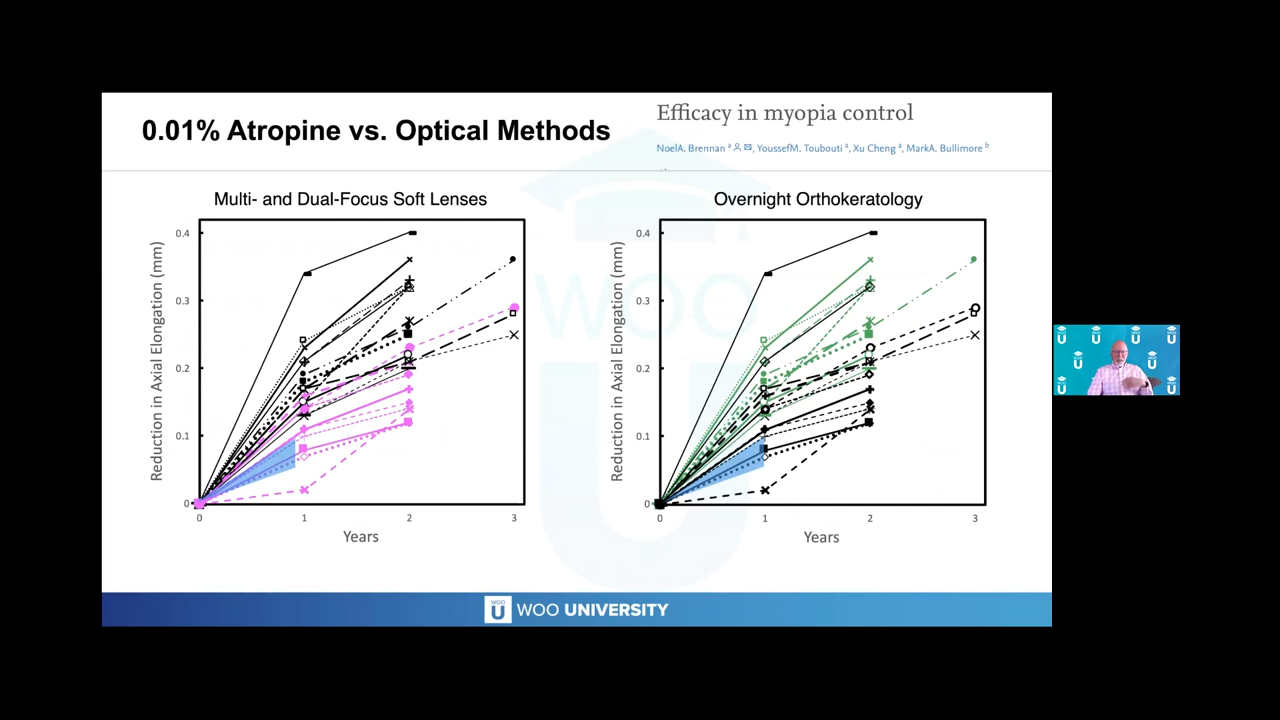 0.01% Atropine vs. Optical Methods
Efficacy in myopia control
NoelA. Brennan a, YoussefM. Toubouti a, Xu Cheng a, MarkA. Bullimore b
Multi- and Dual-Focus Soft Lenses
Reduction in Axial Elongation (mm)
0.4
0.3
0.2
0.1
0
0
1
2
3
Years
Overnight Orthokeratology
Reduction in Axial Elongation (mm)
0.4
0.3
0.2
0.1
0
0
1
2
3
Years
WOO
U
WOO
U
WOO UNIVERSITY